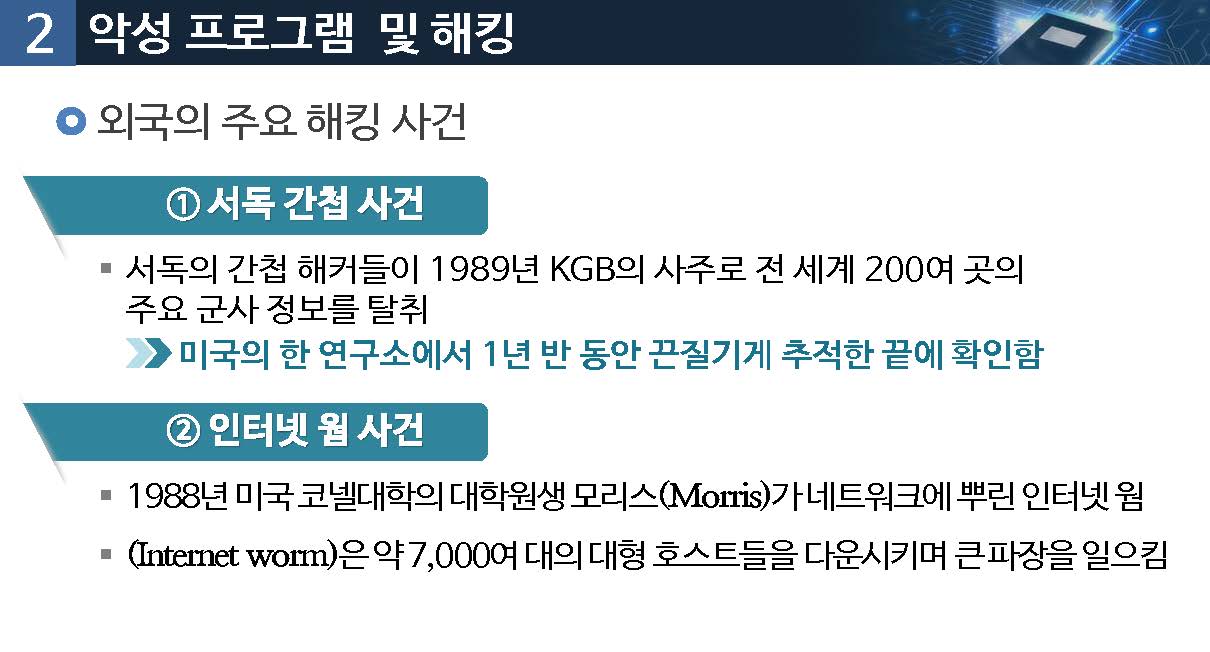 2 악성 프로그램 및 해킹
외국의 주요 해킹 사건
① 서독 간첩 사건
▪ 서독의 간첩 해커들이 1989년 KGB의 사주로 전 세계 200여 곳의
주요 군사 정보를 탈취
미국의 한 연구소에서 1년 반 동안 끈질기게 추적한 끝에 확인함
② 인터넷 웜 사건
▪ 1988년 미국 코넬대학의 대학원생 모리스(Morris)가 네트워크에 뿌린 인터넷 웜
▪ (Internet worm)은 약 7,000여 대의 대형 호스트들을 다운시키며 큰 파장을 일으킴